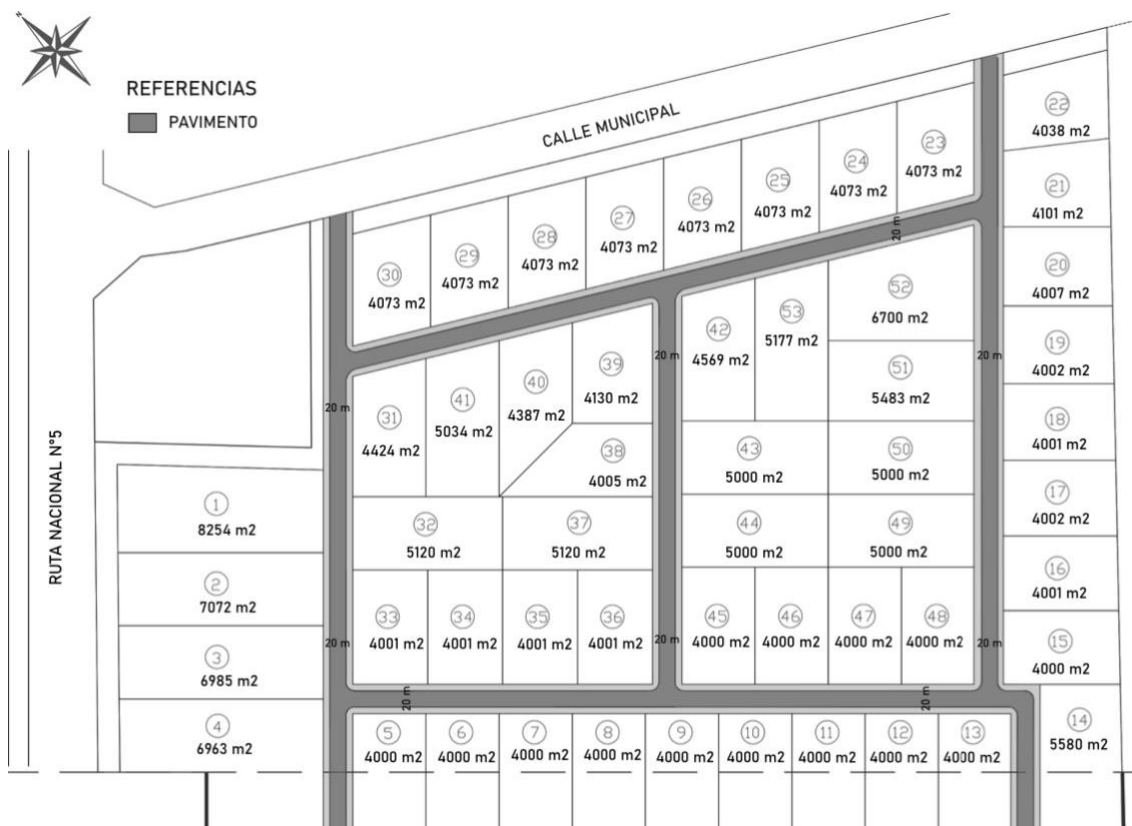 N
REFERENCIAS
PAVIMENTO
CALLE MUNICIPAL
RUTA NACIONAL N°5
22
4038 m2
23
4073 m2
24
4073 m2
25
4073 m2
26
4073 m2
27
4073 m2
28
4073 m2
29
4073 m2
30
4073 m2
21
4101 m2
20
4007 m2
19
4002 m2
18
4001 m2
17
4002 m2
16
4001 m2
15
4000 m2
14
5580 m2
20 m
52
6700 m2
53
5177 m2
42
4569 m2
51
5483 m2
20 m
20 m
20 m
39
4130 m2
40
4387 m2
41
5034 m2
31
4424 m2
38
4005 m2
43
5000 m2
50
5000 m2
1
8254 m2
32
5120 m2
37
5120 m2
44
5000 m2
49
5000 m2
2
7072 m2
33
4001 m2
34
4001 m2
35
4001 m2
36
4001 m2
45
4000 m2
46
4000 m2
47
4000 m2
48
4000 m2
20 m
20 m
20 m
3
6985 m2
20 m
20 m
4
6963 m2
5
4000 m2
6
4000 m2
7
4000 m2
8
4000 m2
9
4000 m2
10
4000 m2
11
4000 m2
12
4000 m2
13
4000 m2